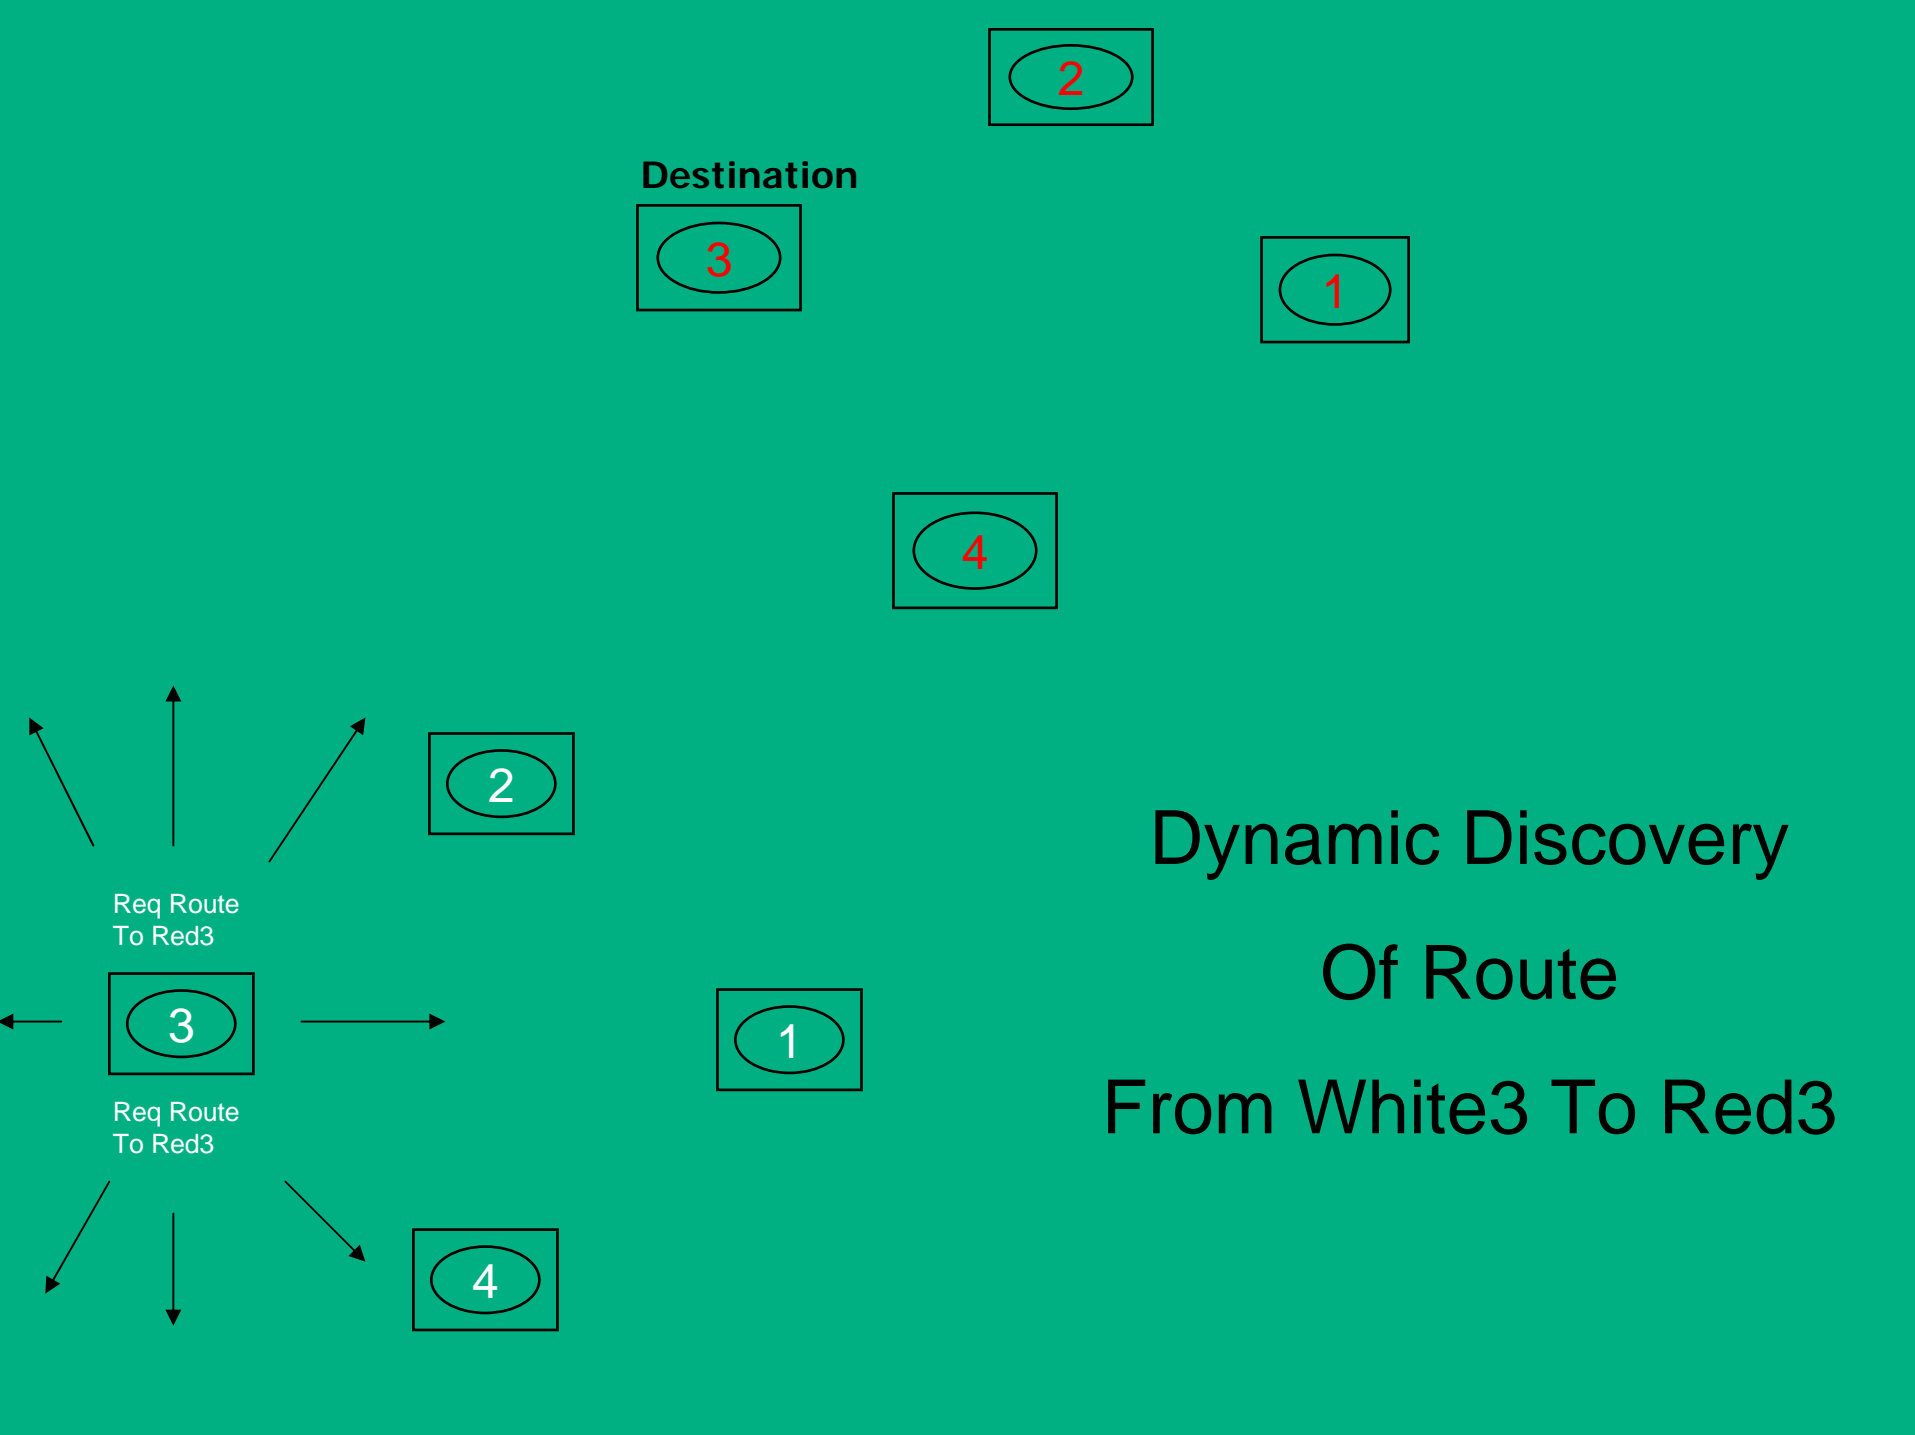 2
Destination
3
1
4
2
Req Route
To Red3
3
1
Req Route
To Red3
4
Dynamic Discovery
Of Route
From White3 To Red3